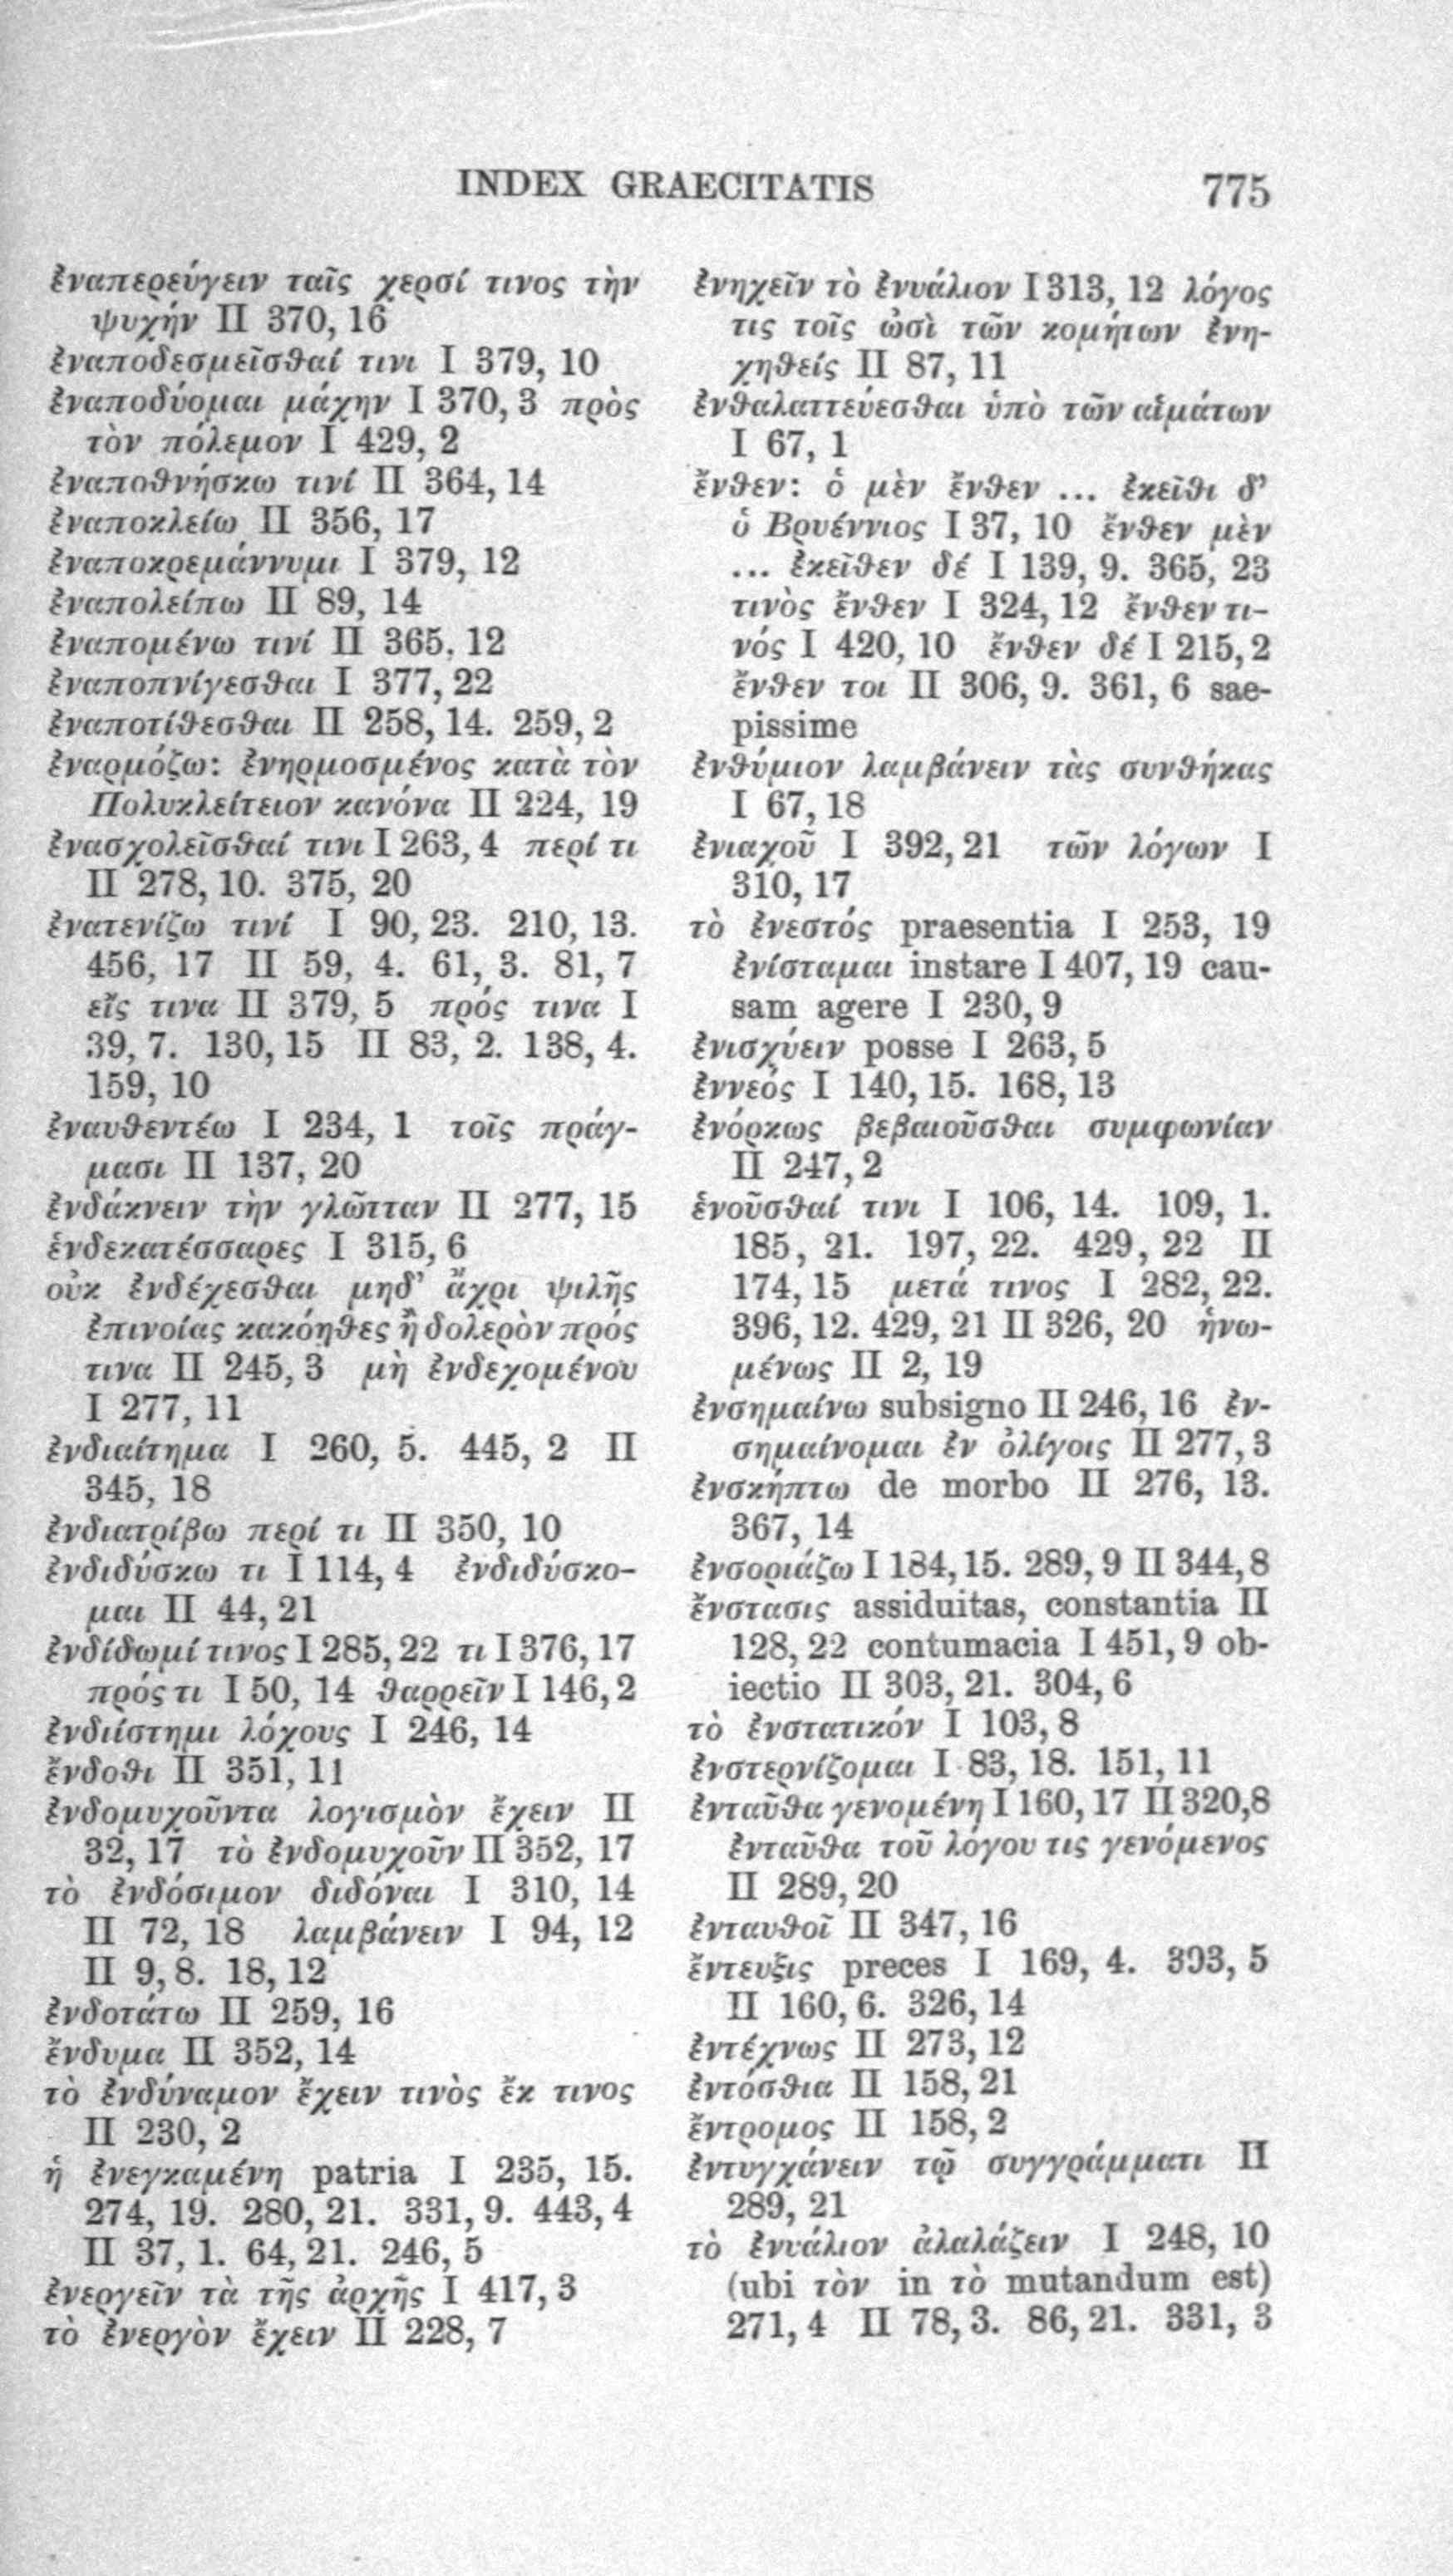 INDEX GRAECITATIS 775
ἐναπερεύγειν ταῖς χερσί τινος τὴν
ψυχήν II 370, 16
ἐναποδεσμεῖσθαί τινι I 379, 10
ἐναποδύομαι μάχην I 370, 3 πρὸς
τὸν πόλεμον I 429, 2
ἐναποθνήσκω τινί II 364, 14
ἐναποκλείω II 356, 17
ἐναποκρεμάννυμι I 379, 12
ἐναπολείπω II 89, 14
ἐναπομένω τινί II 365, 12
ἐναποπνίγεσθαι I 377, 22
ἐναποτίθεσθαι II 258, 14. 259, 2
ἐναρμόζω: ἐνηρμοσμένος κατὰ τὸν
Πολυκλείτειον κανόνα II 224, 19
ἐνασχολεῖσθαί τινι I 263, 4 περί τι
II 278, 10. 375, 20
ἐνατενίζω τινί I 90, 23. 210, 13.
456, 17 II 59, 4. 61, 3. 81, 7
εἴς τινα II 379, 5 πρός τινα I
39, 7. 130, 15 II 83, 2. 138, 4.
159, 10
ἐναυθεντέω I 234, 1 τοῖς πράγ-
μασι II 137, 20
ἐνδάκνειν τὴν γλῶτταν II 277, 15
ἑνδεκατέσσαρες I 315, 6
οὐκ ἐνδέχεσθαι μηδ’ ἄχρι ψιλῆς
ἐπινοίας κακόηθες ἢ δολερὸν πρός
τινα II 245, 3 μὴ ἐνδεχομένου
I 277, 11
ἐνδιαίτημα I 260, 5. 445, 2 II
345, 18
ἐνδιατρίβω περί τι II 350, 10
ἐνδιδύσκω τι I 114, 4 ἐνδιδύσκο-
μαι II 44, 21
ἐνδίδωμί τινος I 285, 22 τι I 376, 17
πρός τι I 50, 14 θαρρεῖν I 146, 2
ἐνδιίστημι λόχους I 246, 14
ἔνδοθι II 351, 11
ἐνδομυχοῦντα λογισμὸν ἔχειν II
32, 17 τὸ ἐνδομυχοῦν II 352, 17
τὸ ἐνδόσιμον διδόναι I 310, 14
II 72, 18 λαμβάνειν I 94, 12
II 9, 8. 18, 12
ἐνδοτάτω II 259, 16
ἔνδυμα II 352, 14
τὸ ἐνδύναμον ἔχειν τινὸς ἔκ τινος
II 230, 2
ἡ ἐνεγκαμένη patria I 235, 15.
274, 19. 280, 21. 331, 9. 443, 4
II 37, 1. 64, 21. 246, 5
ἐνεργεῖν τὰ τῆς ἀρχῆς I 417, 3
τὸ ἐνεργὸν ἔχειν II 228, 7
ἐνηχεῖν τὸ ἐνυάλιον I 313, 12 λόγος
τις τοῖς ὠσὶ τῶν κομήτων ἐνη-
χηθείς II 87, 11
ἐνθαλαττεύεσθαι ὑπὸ τῶν αἱμάτων
I 67, 1
ἔνθεν: ὁ μὲν ἔνθεν ... ἐκεῖθι δ’
ὁ Βρυέννιος I 37, 10 ἔνθεν μὲν
... ἐκεῖθεν δέ I 139, 9. 365, 23
τινὸς ἔνθεν I 324, 12 ἔνθεν τι-
νός I 420, 10 ἔνθεν δέ I 215, 2
ἔνθεν τοι II 306, 9. 361, 6 sae-
pissime
ἐνθύμιον λαμβάνειν τὰς συνθήκας
I 67, 18
ἐνιαχοῦ I 392, 21 τῶν λόγων I
310, 17
τὸ ἐνεστός praesentia I 253, 19
ἐνίσταμαι instare I 407, 19 cau-
sam agere I 230, 9
ἐνισχύειν posse I 263, 5
ἐννεός I 140, 15. 168, 13
ἐνόρκως βεβαιοῦσθαι συμφωνίαν
II 247, 2
ἑνοῦσθαί τινι I 106, 14. 109, 1.
185, 21. 197, 22. 429, 22 II
174, 15 μετά τινος I 282, 22.
396, 12. 429, 21 II 326, 20 ἡνω-
μένως II 2, 19
ἐνσημαίνω subsigno II 246, 16 ἐν-
σημαίνομαι ἐν ὀλίγοις II 277, 3
ἐνσκήπτω de morbo II 276, 13.
367, 14
ἐνσοριάζω I 184, 15. 289, 9 II 344, 8
ἔνστασις assiduitas, constantia II
128, 22 contumacia I 451, 9 ob-
iectio II 303, 21. 304, 6
τὸ ἐνστατικόν I 103, 8
ἐνστερνίζομαι I 83, 18. 151, 11
ἐνταῦθα γενομένη I 160, 17 II 320, 8
ἐνταῦθα τοῦ λόγου τις γενόμενος
II 289, 20
ἐνταυθοῖ II 347, 16
ἔντευξις preces I 169, 4. 393, 5
II 160, 6. 326, 14
ἐντέχνως II 273, 12
ἐντόσθια II 158, 21
ἔντρομος II 158, 2
ἐντυγχάνειν τῷ συγγράμματι II
289, 21
τὸ ἐνυάλιον ἀλαλάζειν I 248, 10
(ubi τὸν in τὸ mutandum est)
271, 4 II 78, 3. 86, 21. 331, 3